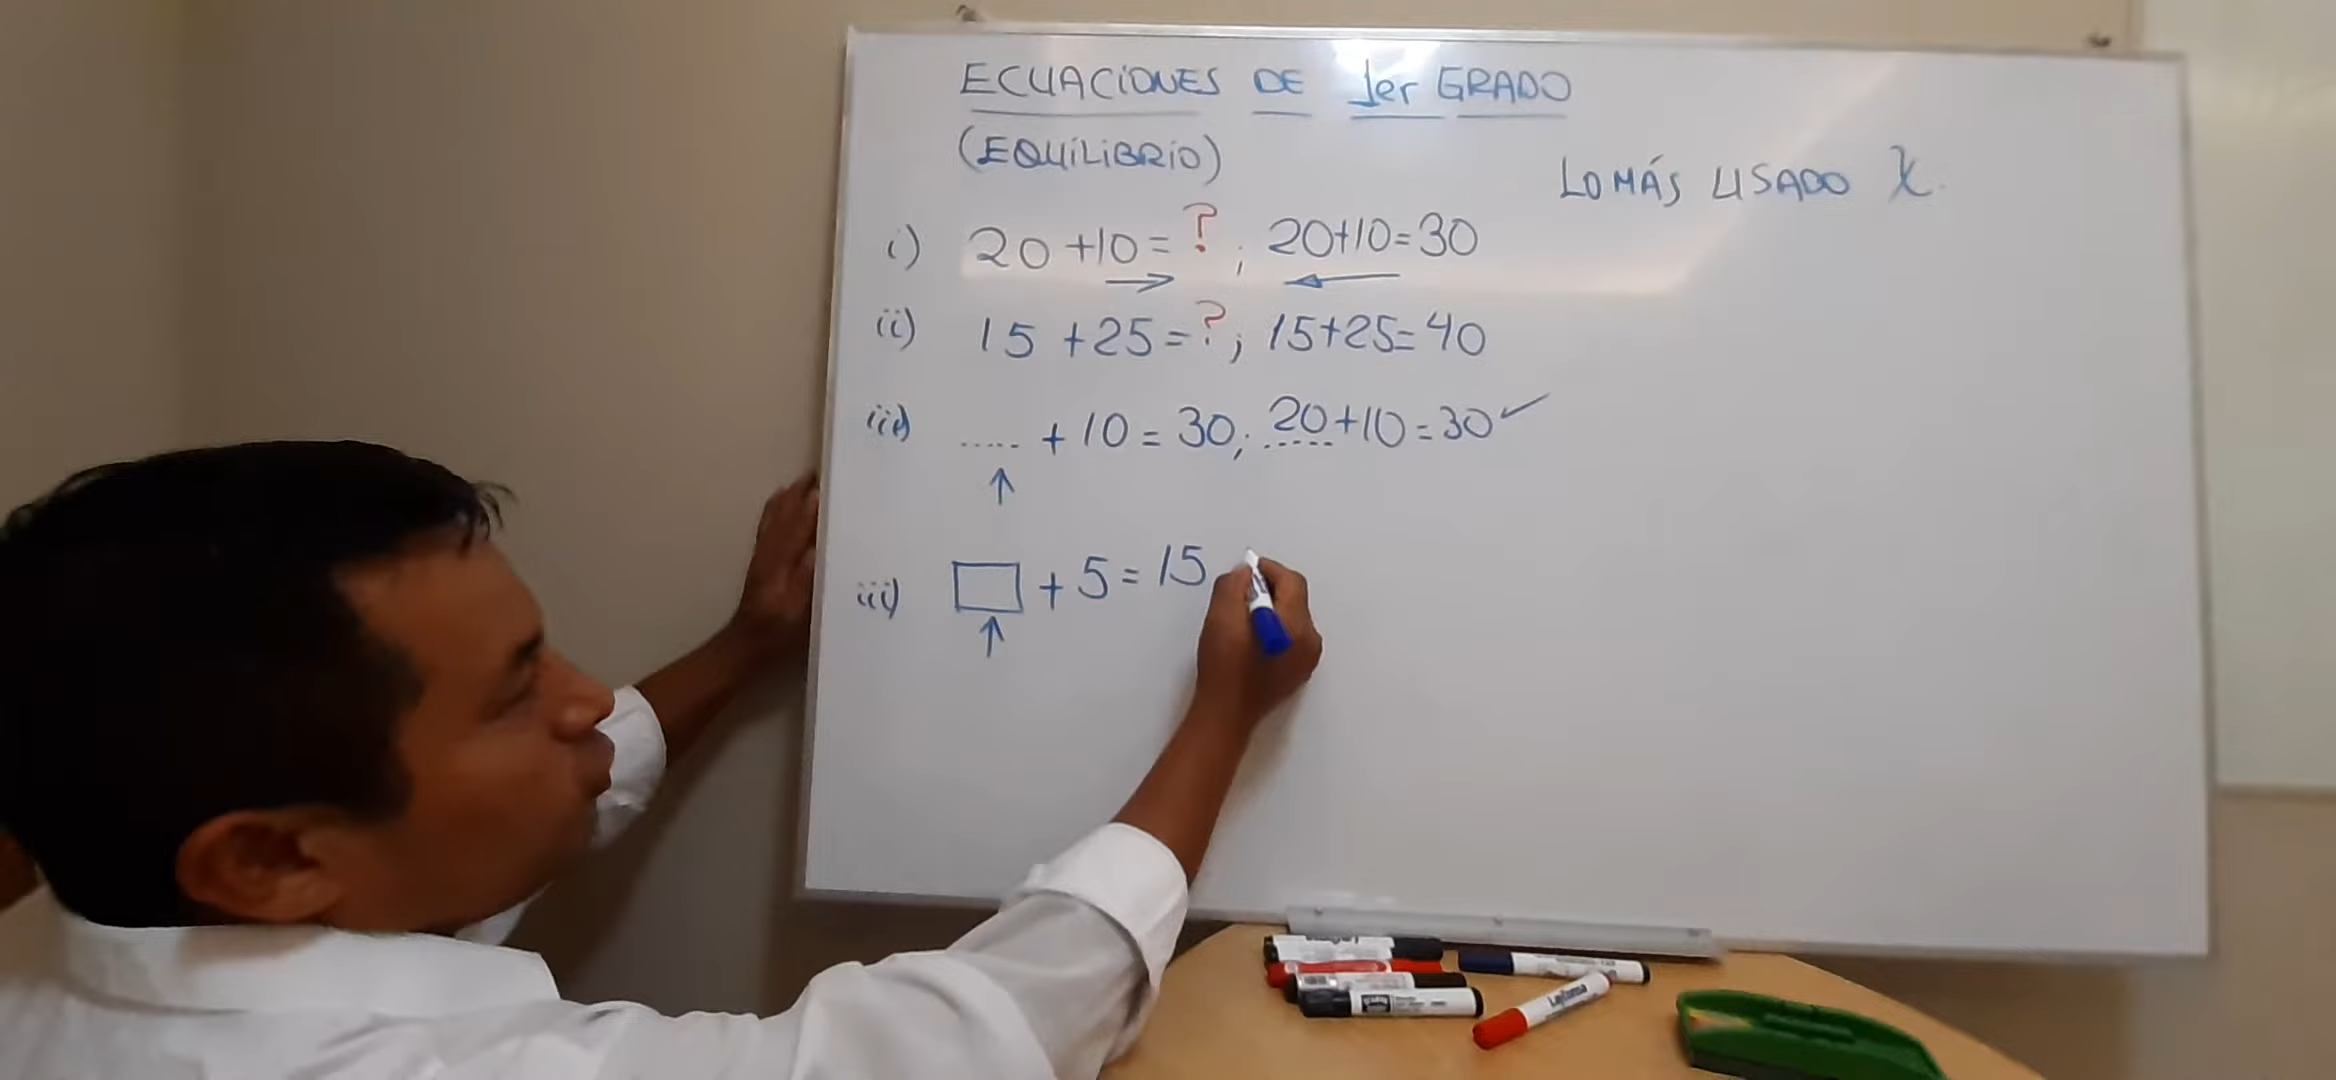 ECUACIONES DE 1er GRADO
(EQUILIBRIO)
LO MÁS USADO X
i) 20 + 10 = ? ; 20+10=30
ii) 15 + 25 = ? ; 15+25=40
iii) ..... + 10 = 30; 20+10=30 ✓
iii) □ + 5 = 15
Layconsa